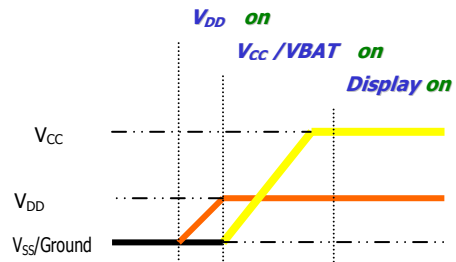 VDD on
VCC /VBAT on
Display on
VCC
VDD
VSS/Ground